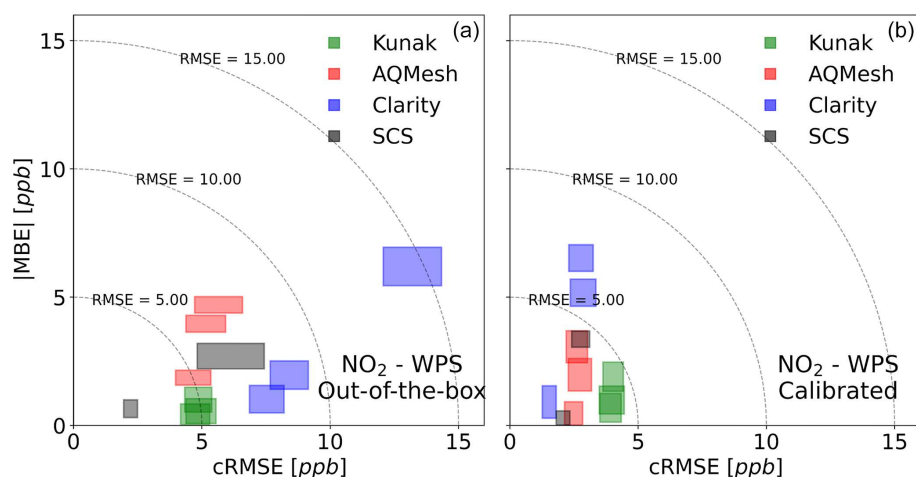 (a)
15
RMSE = 15.00
Kunak
AQMesh
Clarity
SCS
10
RMSE = 10.00
|MBE| [ppb]
5
RMSE = 5.00
NO2 - WPS
Out-of-the-box
0
0
5
10
15
cRMSE [ppb]
(b)
RMSE = 15.00
Kunak
AQMesh
Clarity
SCS
RMSE = 10.00
RMSE = 5.00
NO2 - WPS
Calibrated
0
5
10
15
cRMSE [ppb]